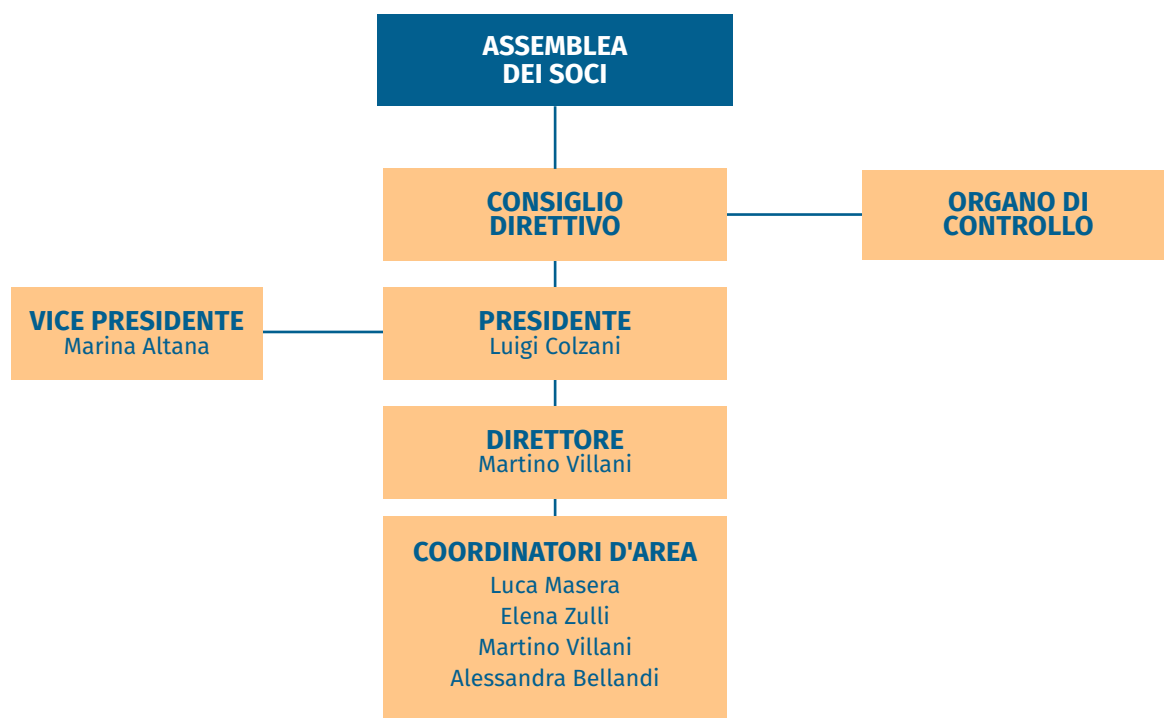 ASSEMBLEA
DEI SOCI
CONSIGLIO
DIRETTIVO
ORGANO DI
CONTROLLO
VICE PRESIDENTE
Marina Altana
PRESIDENTE
Luigi Colzani
DIRETTORE
Martino Villani
COORDINATORI D'AREA
Luca Masera
Elena Zulli
Martino Villani
Alessandra Bellandi